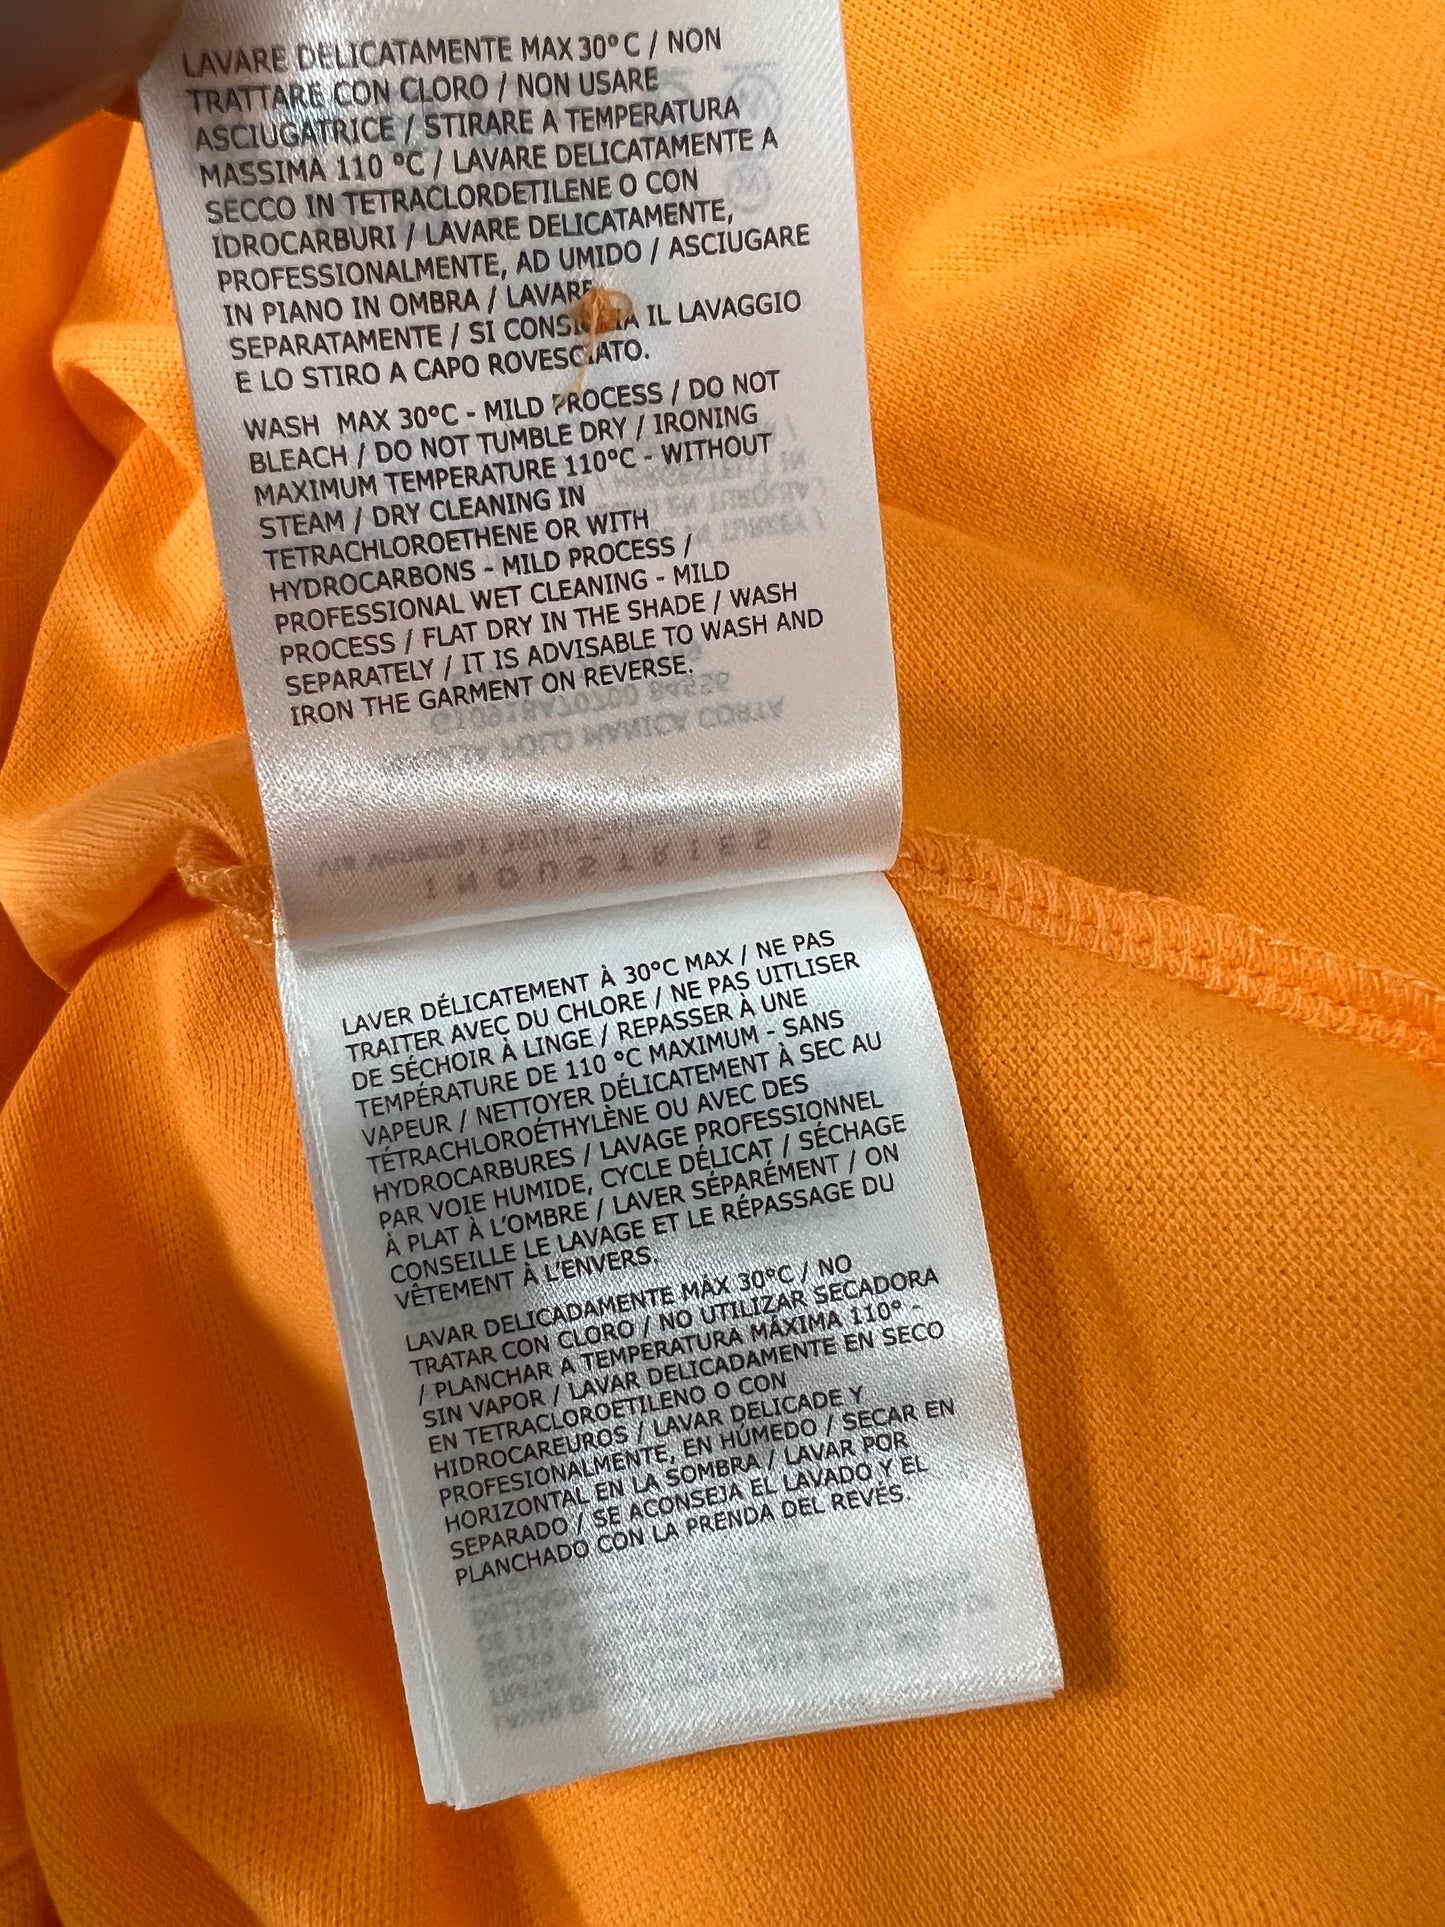 LAVARE DELICATAMENTE MAX 30°C / NON
TRATTARE CON CLORO / NON USARE
ASCIUGATRICE / STIRARE A TEMPERATURA
MASSIMA 110 °C / LAVARE DELICATAMENTE A
SECCO IN TETRACLORDETILENE O CON
IDROCARBURI / LAVARE DELICATAMENTE,
PROFESSIONALMENTE, AD UMIDO / ASCIUGARE
IN PIANO IN OMBRA / LAVARE
SEPARATAMENTE / SI IL LAVAGGIO
E LO STIRO A CAPO ROVESCIATO.
WASH MAX 30°C - MILD PROCESS / DO NOT
BLEACH / DO NOT TUMBLE DRY / IRONING
MAXIMUM TEMPERATURE 110°C - WITHOUT
STEAM / DRY CLEANING IN
TETRACHLOROETHENE OR WITH
HYDROCARBONS - MILD PROCESS /
PROFESSIONAL WET CLEANING - MILD
PROCESS / FLAT DRY IN THE SHADE / WASH
SEPARATELY / IT IS ADVISABLE TO WASH AND
IRON THE GARMENT ON REVERSE.
INDUSTRIES
LAVER DÉLICATEMENT À 30°C MAX / NE PAS
TRAITER AVEC DU CHLORE / NE PAS UITLISER
DE SÉCHOIR À LINGE / REPASSER À UNE
TEMPÉRATURE DE 110 °C MAXIMUM - SANS
VAPEUR / NETTOYER DÉLICATEMENT À SEC AU
TÉTRACHLOROÉTHYLÈNE OU AVEC DES
HYDROCARBURES / LAVAGE PROFESSIONNEL
PAR VOIE HUMIDE, CYCLE DÉLICAT / SÉCHAGE
À PLAT À L'OMBRE / LAVER SÉPARÉMENT / ON
CONSEILLE LE LAVAGE ET LE RÉPASSAGE DU
VÊTEMENT À L'ENVERS.
LAVAR DELICADAMENTE MÁX 30°C / NO
TRATAR CON CLORO / NO UTILIZAR SECADORA
/ PLANCHAR A TEMPERATURA MÁXIMA 110° -
SIN VAPOR / LAVAR DELICADAMENTE EN SECO
EN TETRACLOROETILENO O CON
HIDROCAREUROS / LAVAR DELICADE Y
PROFESIONALMENTE, EN HÚMEDO / SECAR EN
HORIZONTAL EN LA SOMBRA / LAVAR POR
SEPARADO / SE ACONSEJA EL LAVADO Y EL
PLANCHADO CON LA PRENDA DEL REVÉS.